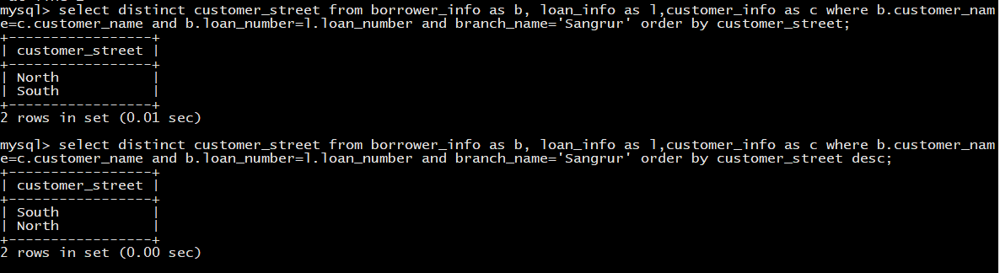 mysql> select distinct customer_street from borrower_info as b, loan_info as l,customer_info as c where b.customer_nam
e=c.customer_name and b.loan_number=l.loan_number and branch_name='Sangrur' order by customer_street;
+-----------------+
| customer_street |
+-----------------+
| North           |
| South           |
+-----------------+
2 rows in set (0.01 sec)
mysql> select distinct customer_street from borrower_info as b, loan_info as l,customer_info as c where b.customer_nam
e=c.customer_name and b.loan_number=l.loan_number and branch_name='Sangrur' order by customer_street desc;
+-----------------+
| customer_street |
+-----------------+
| South           |
| North           |
+-----------------+
2 rows in set (0.00 sec)